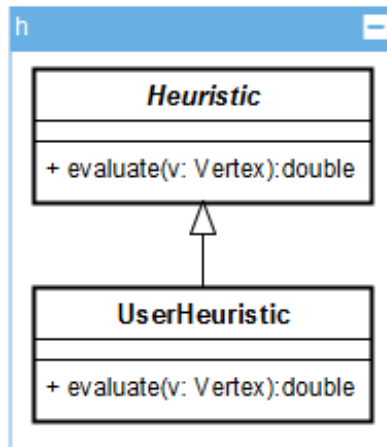 h
Heuristic
+ evaluate(v: Vertex):double
UserHeuristic
+ evaluate(v: Vertex):double